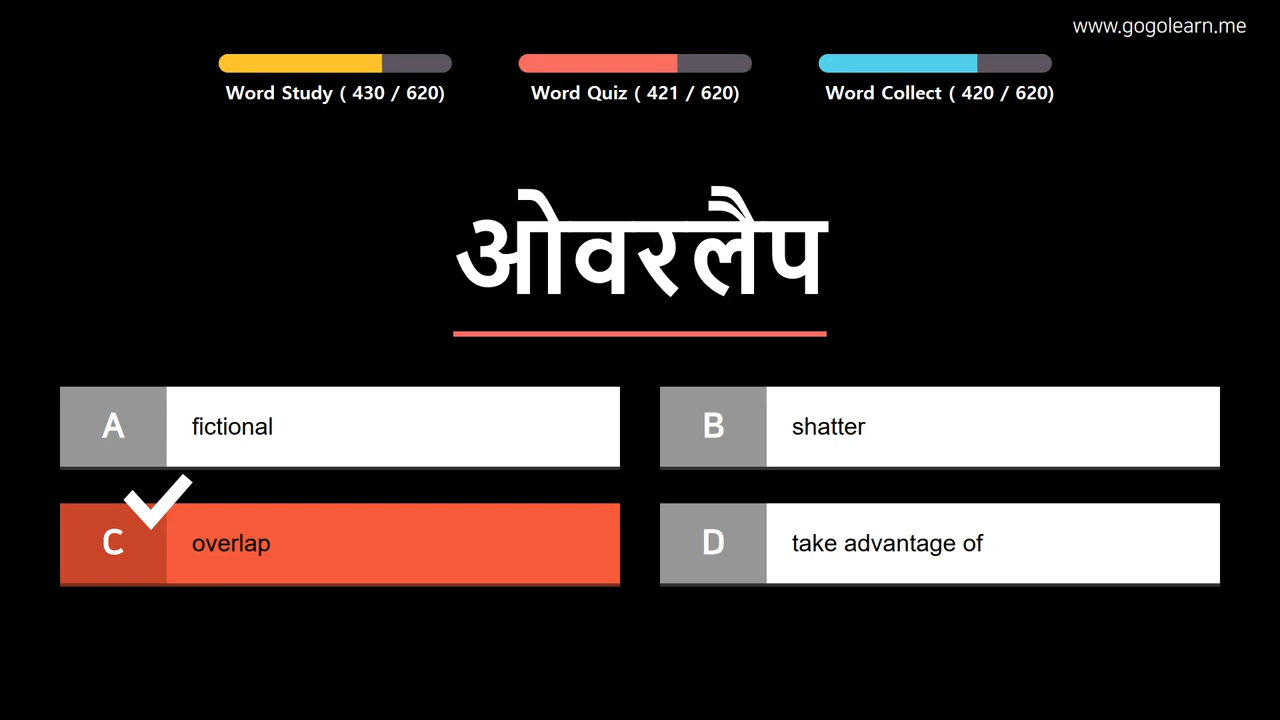 www.gogolearn.me
Word Study ( 430 / 620)
Word Quiz ( 421 / 620)
Word Collect ( 420 / 620)
ओवरलैप
A fictional
B shatter
C overlap
D take advantage of